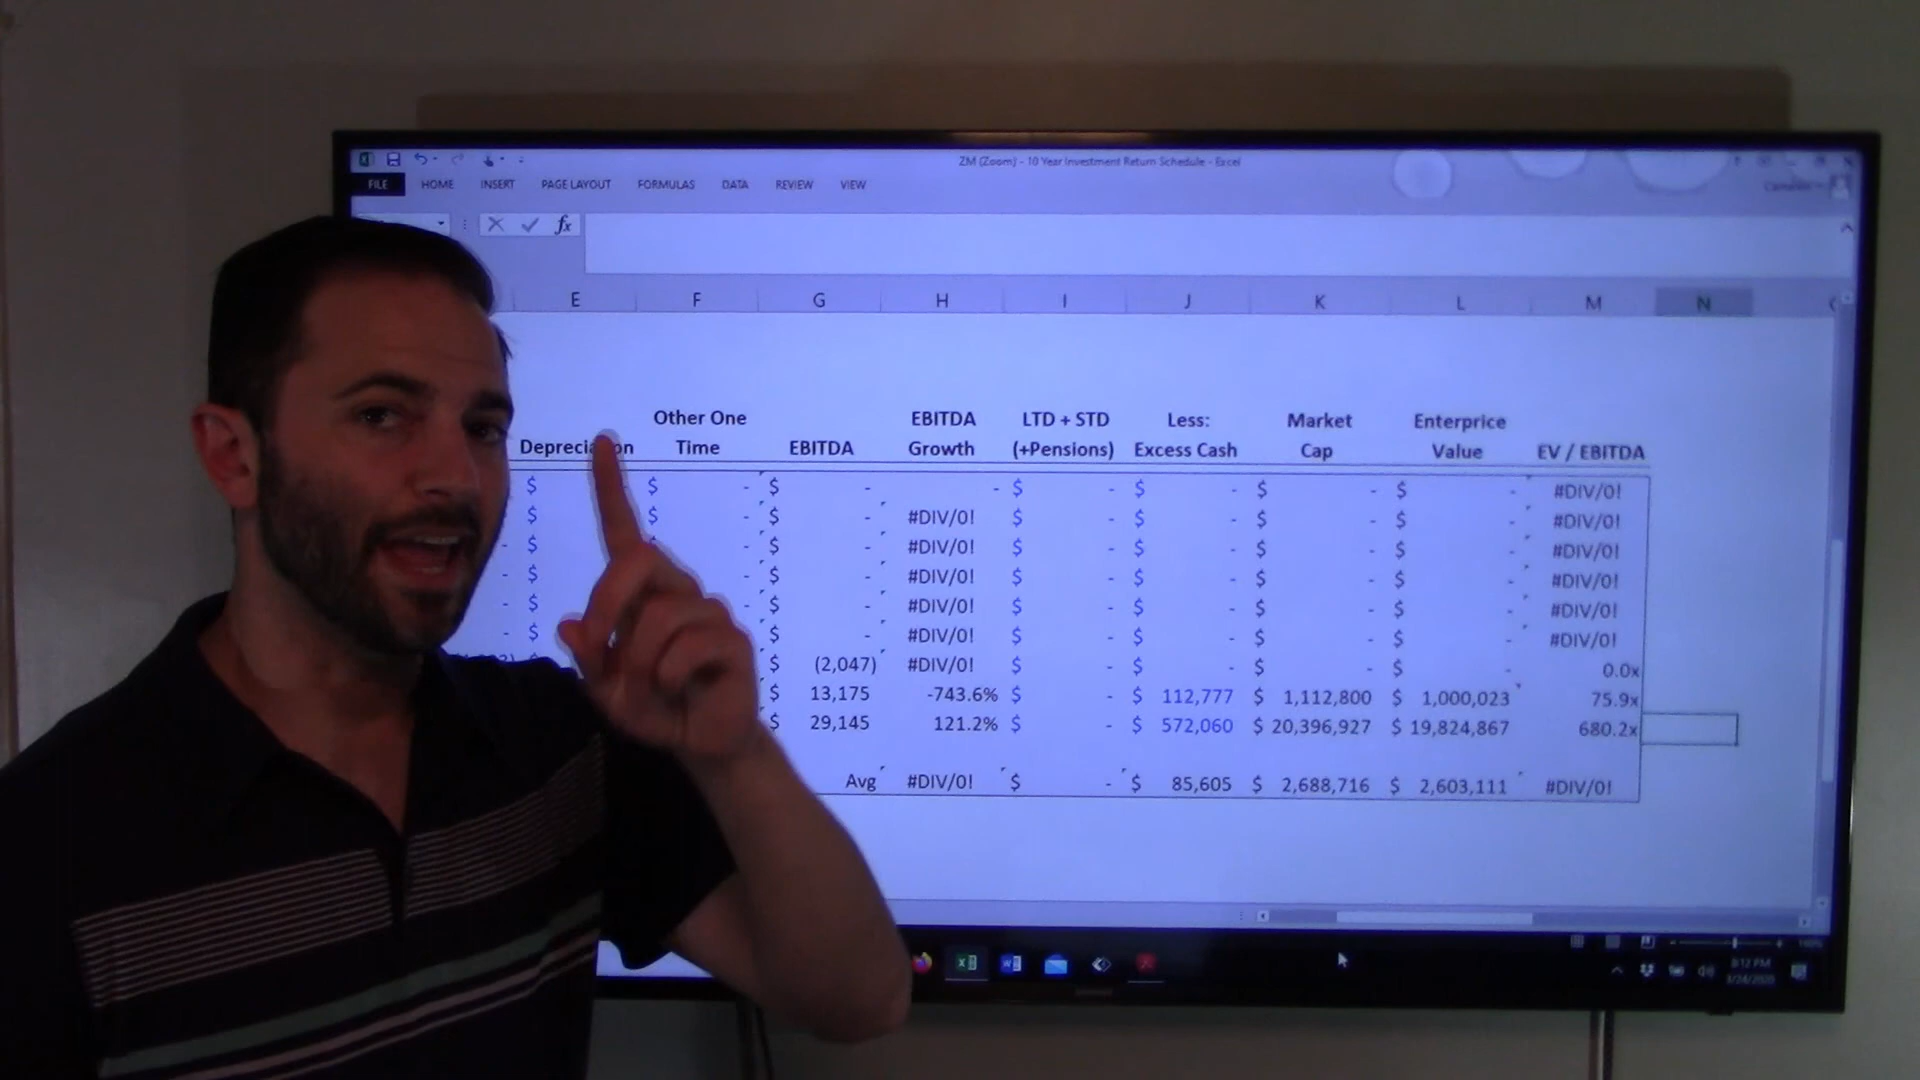 ZM (Zoom) - 10 Year Investment Return Schedule - Excel
FILE HOME INSERT PAGE LAYOUT FORMULAS DATA REVIEW VIEW
fx
E F G H I J K L M N
Other One EBITDA LTD + STD Less: Market Enterprice
Depreciation Time EBITDA Growth (+Pensions) Excess Cash Cap Value EV / EBITDA
$ $ - $ - - $ - $ - $ - $ - #DIV/0!
$ $ - $ - #DIV/0! $ - $ - $ - $ - #DIV/0!
- $ - $ - #DIV/0! $ - $ - $ - $ - #DIV/0!
- $ - $ - #DIV/0! $ - $ - $ - $ - #DIV/0!
- $ - $ - #DIV/0! $ - $ - $ - $ - #DIV/0!
- $ $ - #DIV/0! $ - $ - $ - $ - #DIV/0!
$ (2,047) #DIV/0! $ - $ - $ - $ - 0.0x
$ 13,175 -743.6% $ - $ 112,777 $ 1,112,800 $ 1,000,023 75.9x
$ 29,145 121.2% $ - $ 572,060 $ 20,396,927 $ 19,824,867 680.2x
Avg #DIV/0! $ - $ 85,605 $ 2,688,716 $ 2,603,111 #DIV/0!
8:12 PM